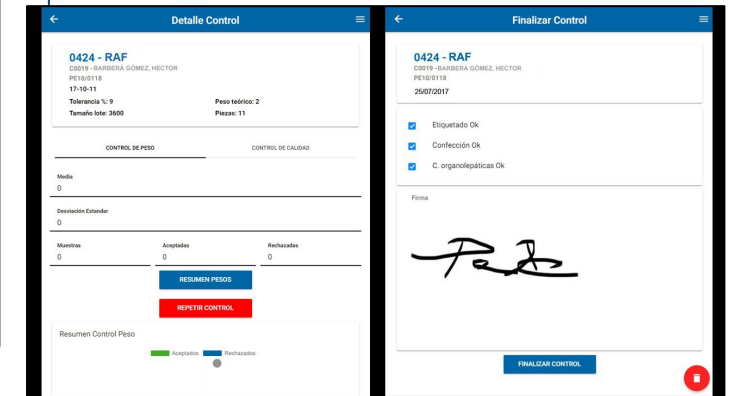 Detalle Control
0424 - RAF
C0019 - BARBERÁ GÓMEZ, HECTOR
PE10/0118
17-10-11
Tolerancia %: 9 Peso teórico: 2
Tamaño lote: 3600 Piezas: 11
CONTROL DE PESO CONTROL DE CALIDAD
Media
0
Desviación Estandar
0
Muestras Aceptadas Rechazadas
0 0 0
RESUMEN PESOS
REPETIR CONTROL
Resumen Control Peso
Aceptados Rechazados
Finalizar Control
0424 - RAF
C0019 - BARBERÁ GÓMEZ, HECTOR
PE10/0118
25/07/2017
Etiquetado Ok
Confección Ok
C. organolepáticas Ok
Firma
FINALIZAR CONTROL